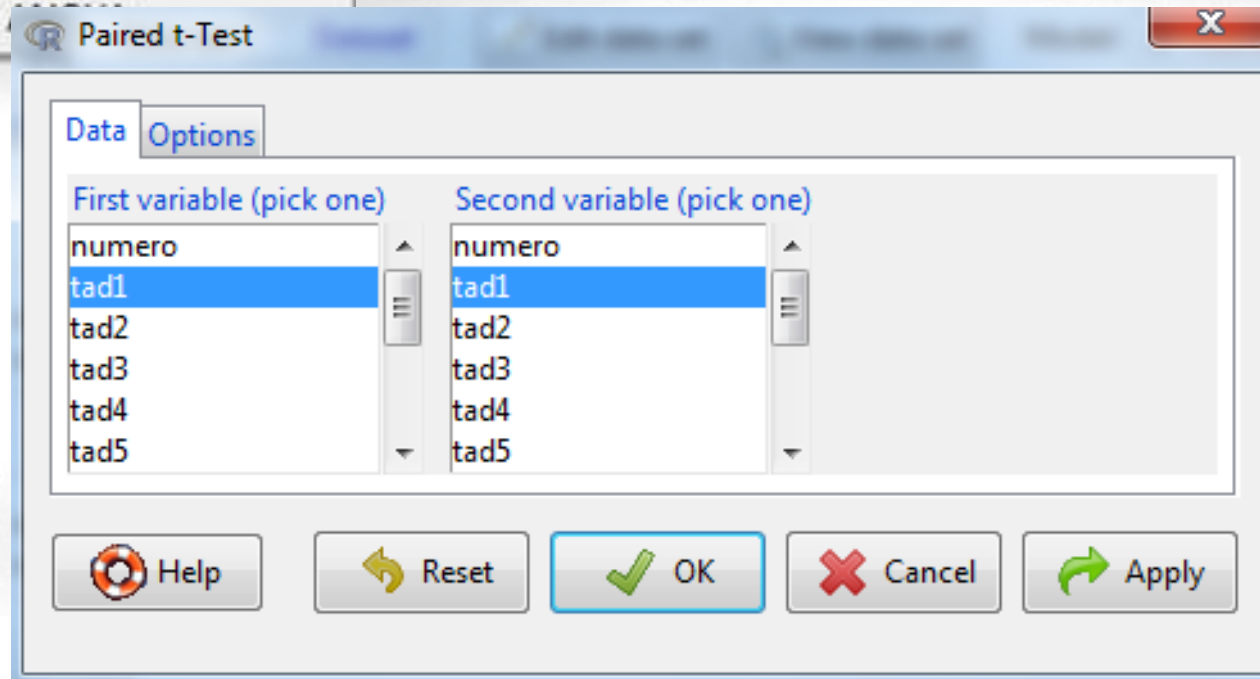 Paired t-Test
Data Options
First variable (pick one) Second variable (pick one)
numero numero
tad1 tad1
tad2 tad2
tad3 tad3
tad4 tad4
tad5 tad5
Help Reset OK Cancel Apply